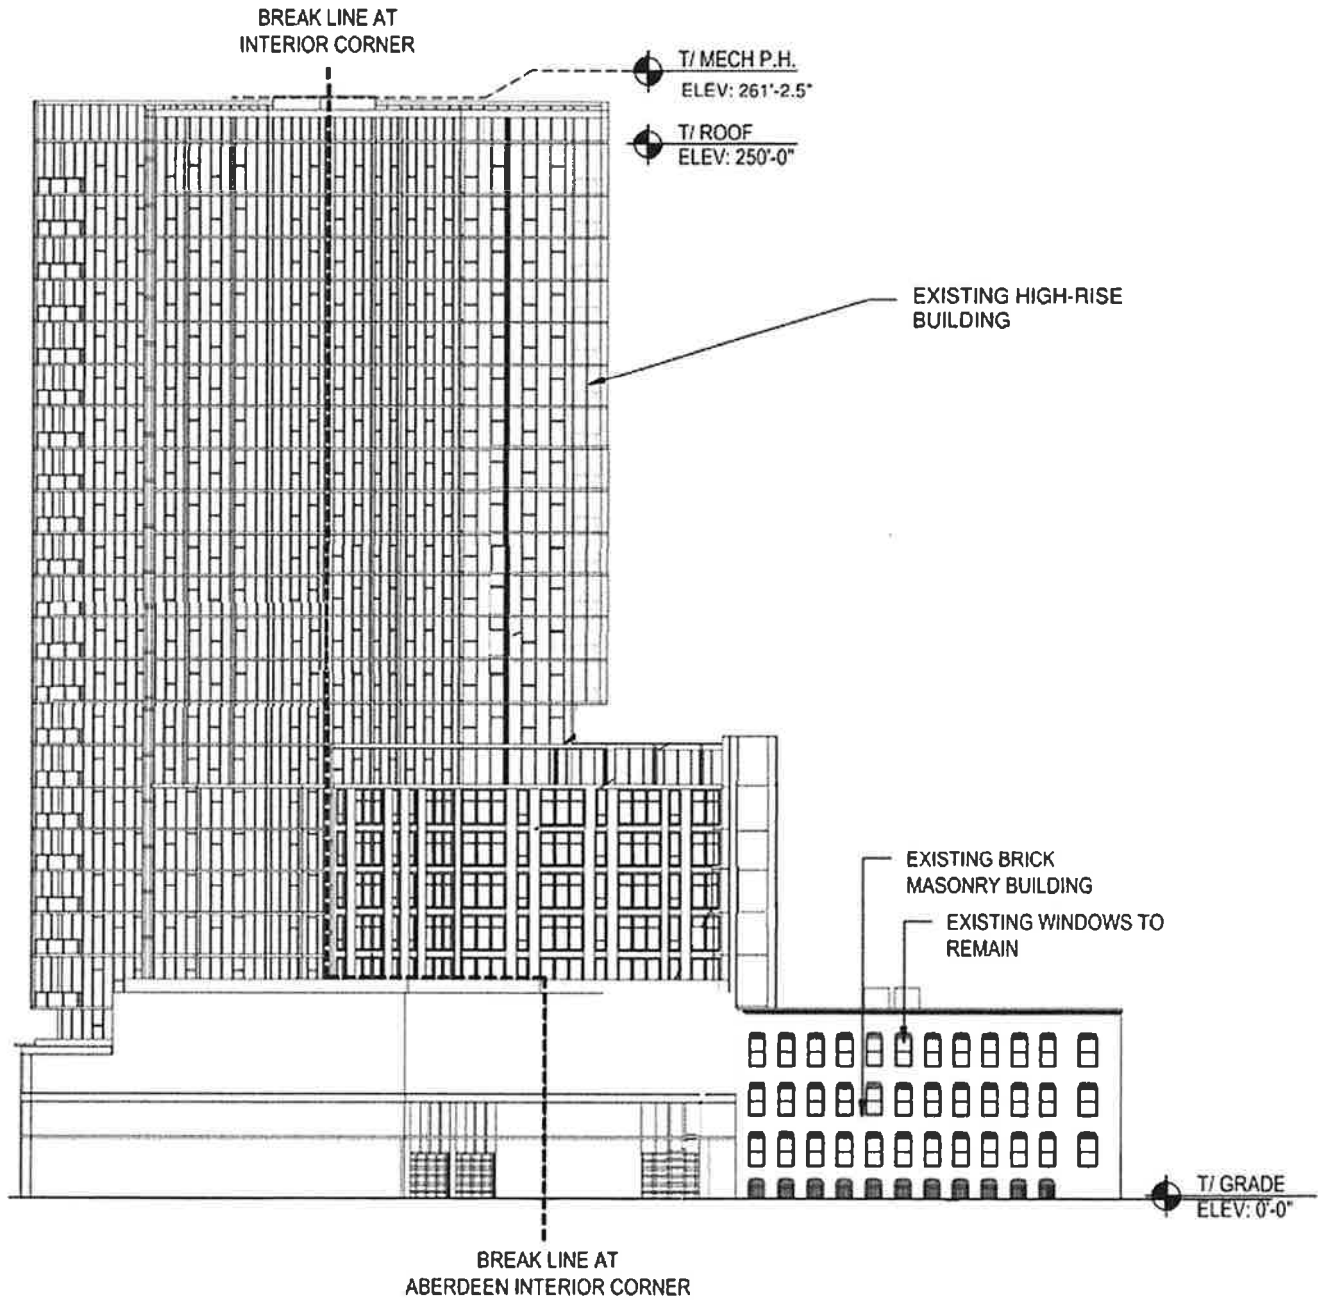 BREAK LINE AT
INTERIOR CORNER
T/ MECH P.H.
ELEV: 261'-2.5"
T/ ROOF
ELEV: 250'-0"
EXISTING HIGH-RISE
BUILDING
EXISTING BRICK
MASONRY BUILDING
EXISTING WINDOWS TO
REMAIN
T/ GRADE
ELEV: 0'-0"
BREAK LINE AT
ABERDEEN INTERIOR CORNER